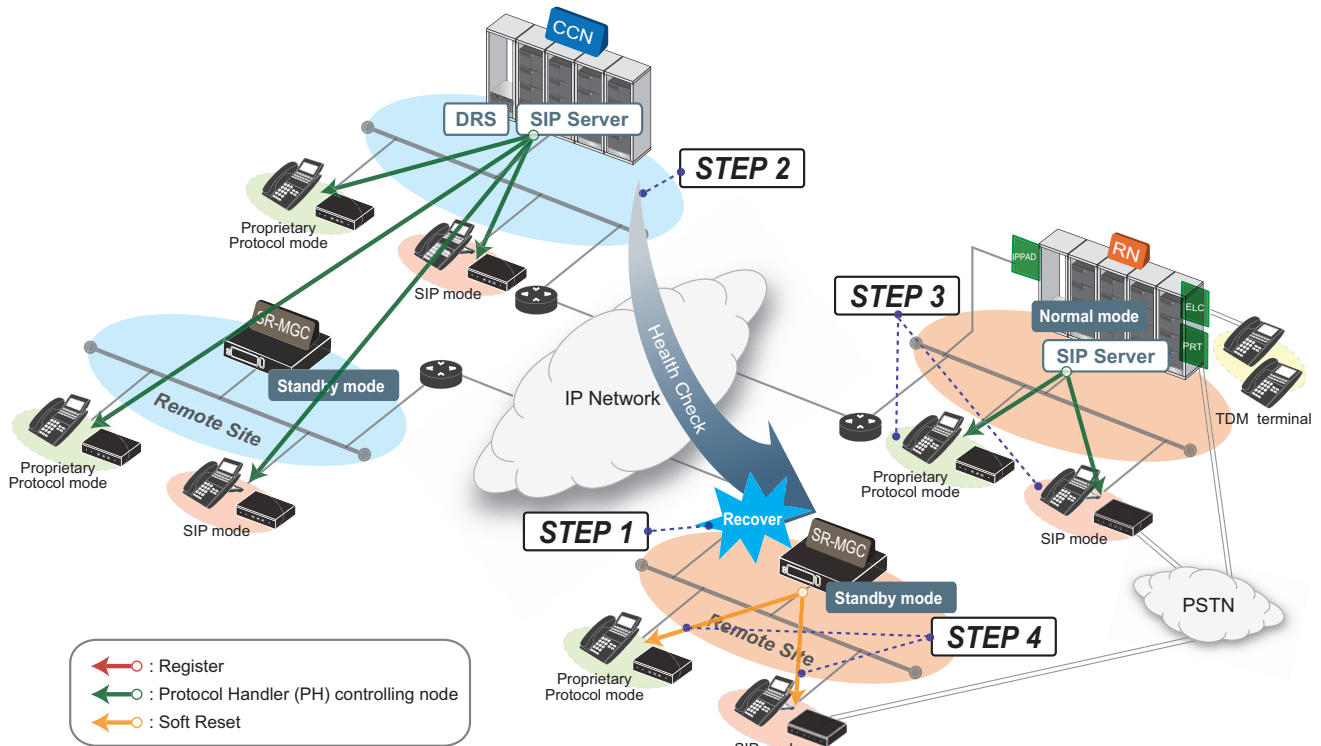 CCN
DRS
SIP Server
STEP 2
Proprietary
Protocol mode
SIP mode
IPPAD
RN
ELC
PRT
STEP 3
Normal mode
SIP Server
TDM terminal
SR-MGC
Standby mode
Remote Site
Health Check
IP Network
Proprietary
Protocol mode
SIP mode
Proprietary
Protocol mode
SIP mode
STEP 1
Recover
SR-MGC
Standby mode
PSTN
Remote Site
STEP 4
Proprietary
Protocol mode
: Register
: Protocol Handler (PH) controlling node
: Soft Reset